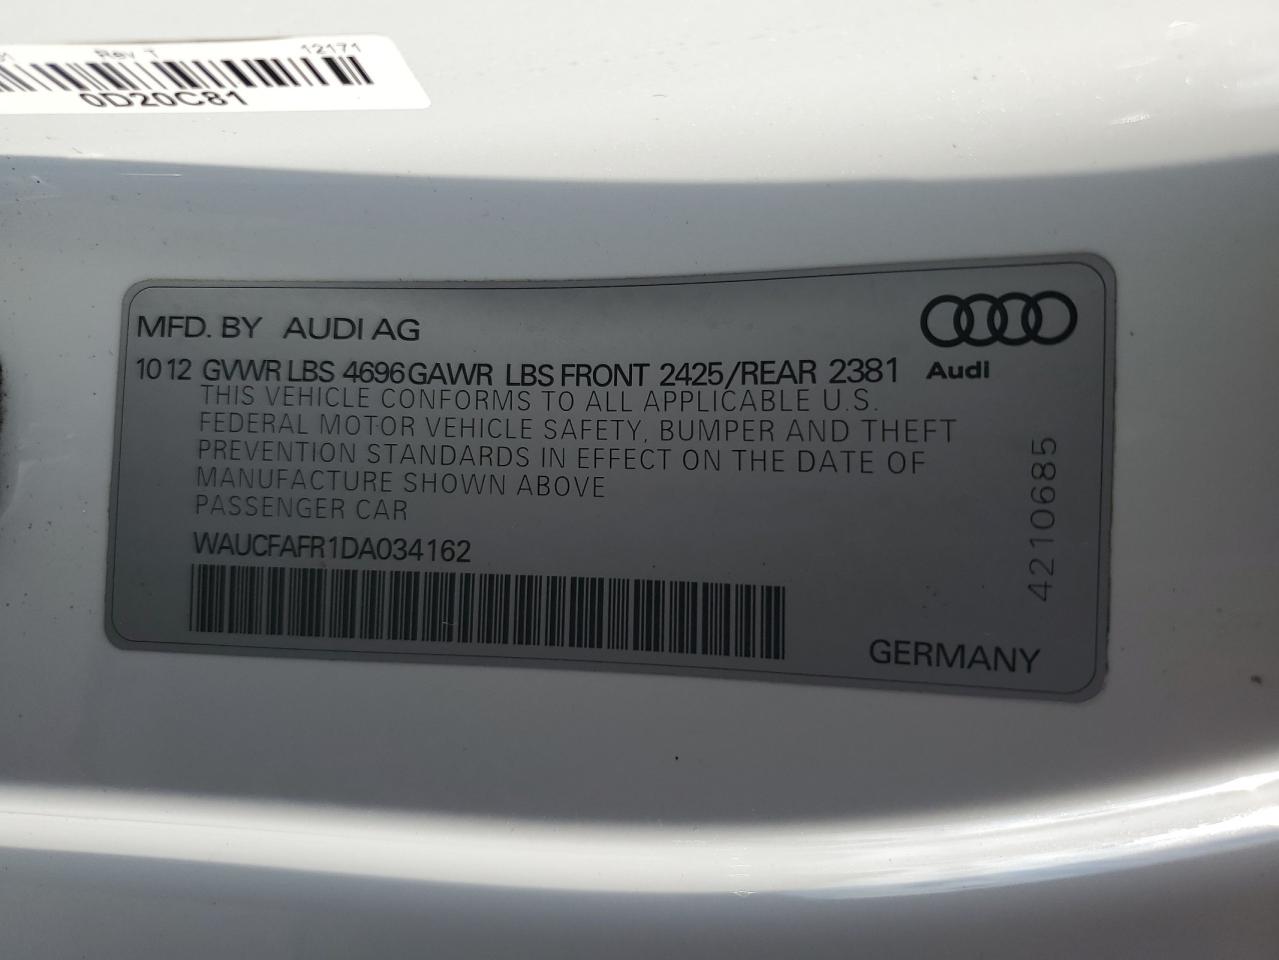 Rev T 12171
0D20C81
MFD. BY AUDI AG
10 12 GVWR LBS 4696 GAWR LBS FRONT 2425/REAR 2381
Audi
THIS VEHICLE CONFORMS TO ALL APPLICABLE U.S.
FEDERAL MOTOR VEHICLE SAFETY, BUMPER AND THEFT
PREVENTION STANDARDS IN EFFECT ON THE DATE OF
MANUFACTURE SHOWN ABOVE
PASSENGER CAR
WAUCFAFR1DA034162
4210685
GERMANY